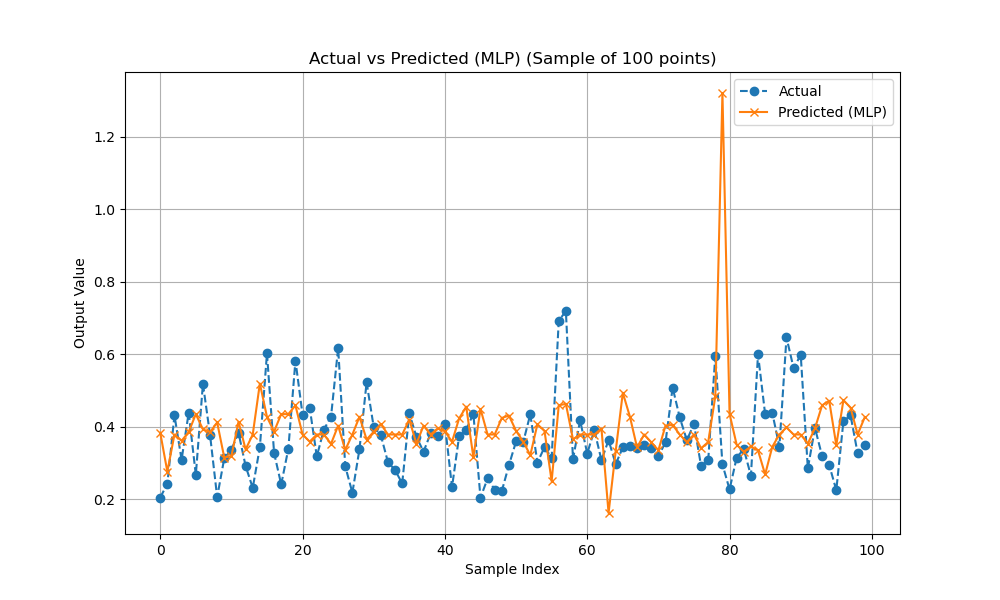 Actual vs Predicted (MLP) (Sample of 100 points)
Actual
Predicted (MLP)
Output Value
1.2
1.0
0.8
0.6
0.4
0.2
0 20 40 60 80 100
Sample Index